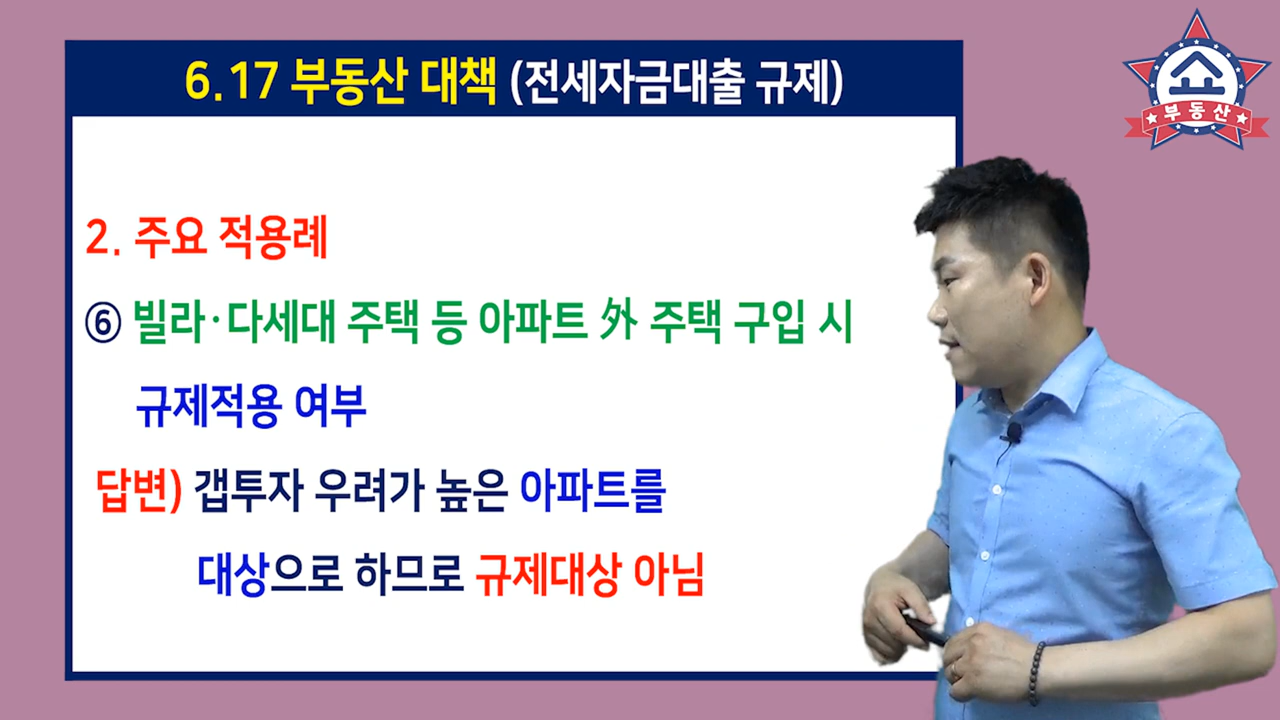 6.17 부동산 대책 (전세자금대출 규제)
부동산
2. 주요 적용례
⑥ 빌라·다세대 주택 등 아파트 外 주택 구입 시
규제적용 여부
답변) 갭투자 우려가 높은 아파트를
대상으로 하므로 규제대상 아님